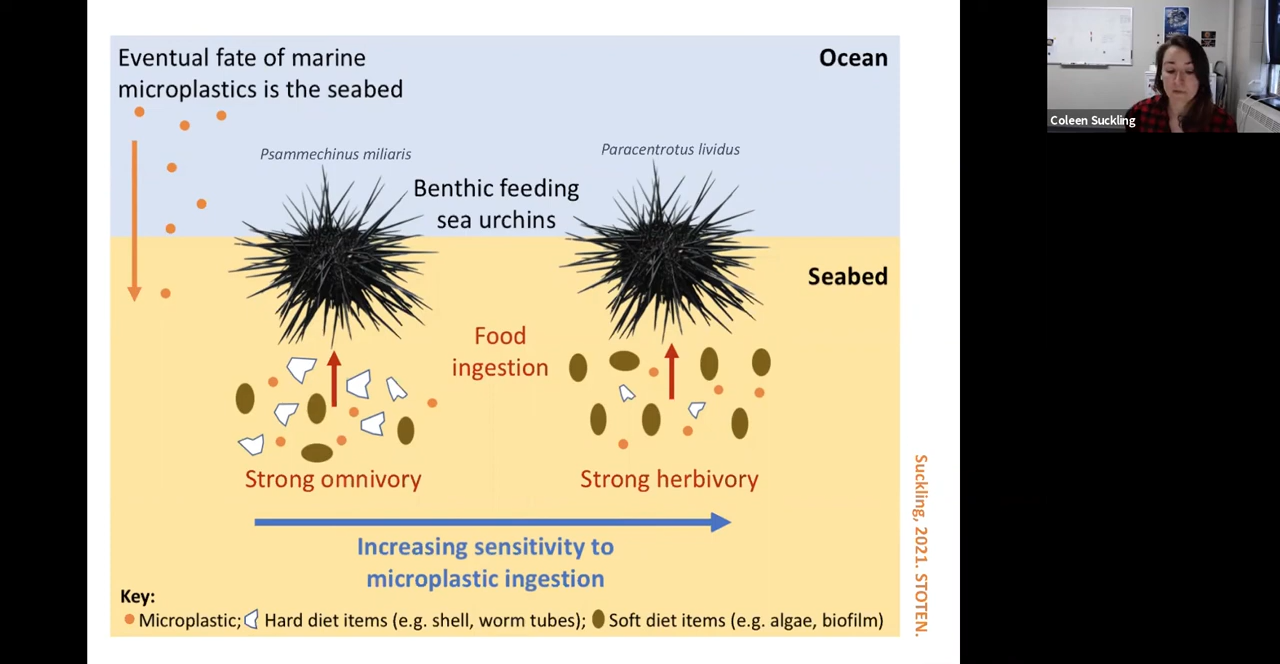 Eventual fate of marine
microplastics is the seabed
Ocean
Psammechinus miliaris
Paracentrotus lividus
Benthic feeding
sea urchins
Seabed
Food
ingestion
Strong omnivory
Strong herbivory
Increasing sensitivity to
microplastic ingestion
Key:
Microplastic; Hard diet items (e.g. shell, worm tubes); Soft diet items (e.g. algae, biofilm)
Suckling, 2021. STOTEN.
Coleen Suckling